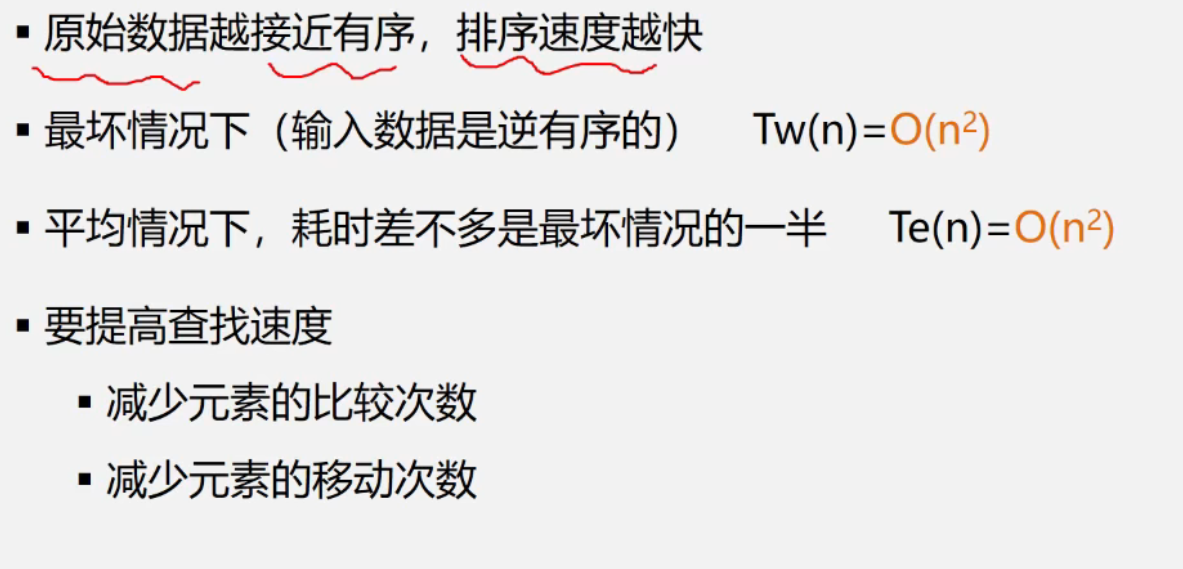 ▪ 原始数据越接近有序，排序速度越快
▪ 最坏情况下（输入数据是逆有序的） Tw(n)=O(n²)
▪ 平均情况下，耗时差不多是最坏情况的一半 Te(n)=O(n²)
▪ 要提高查找速度
▪ 减少元素的比较次数
▪ 减少元素的移动次数